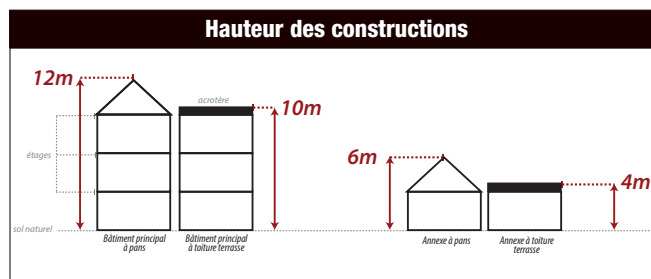 Hauteur des constructions
12m
acrotère
10m
étages
6m
4m
sol naturel
Bâtiment principal
à pans
Bâtiment principal
à toiture terrasse
Annexe à pans
Annexe à toiture
terrasse